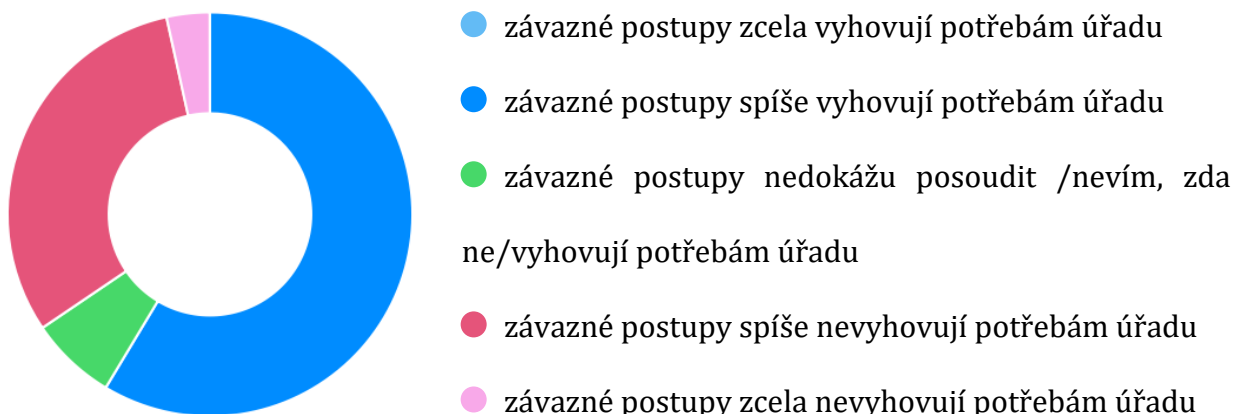 závazné postupy zcela vyhovují potřebám úřadu
závazné postupy spíše vyhovují potřebám úřadu
závazné postupy nedokážu posoudit /nevím, zda
ne/vyhovují potřebám úřadu
závazné postupy spíše nevyhovují potřebám úřadu
závazné postupy zcela nevyhovují potřebám úřadu